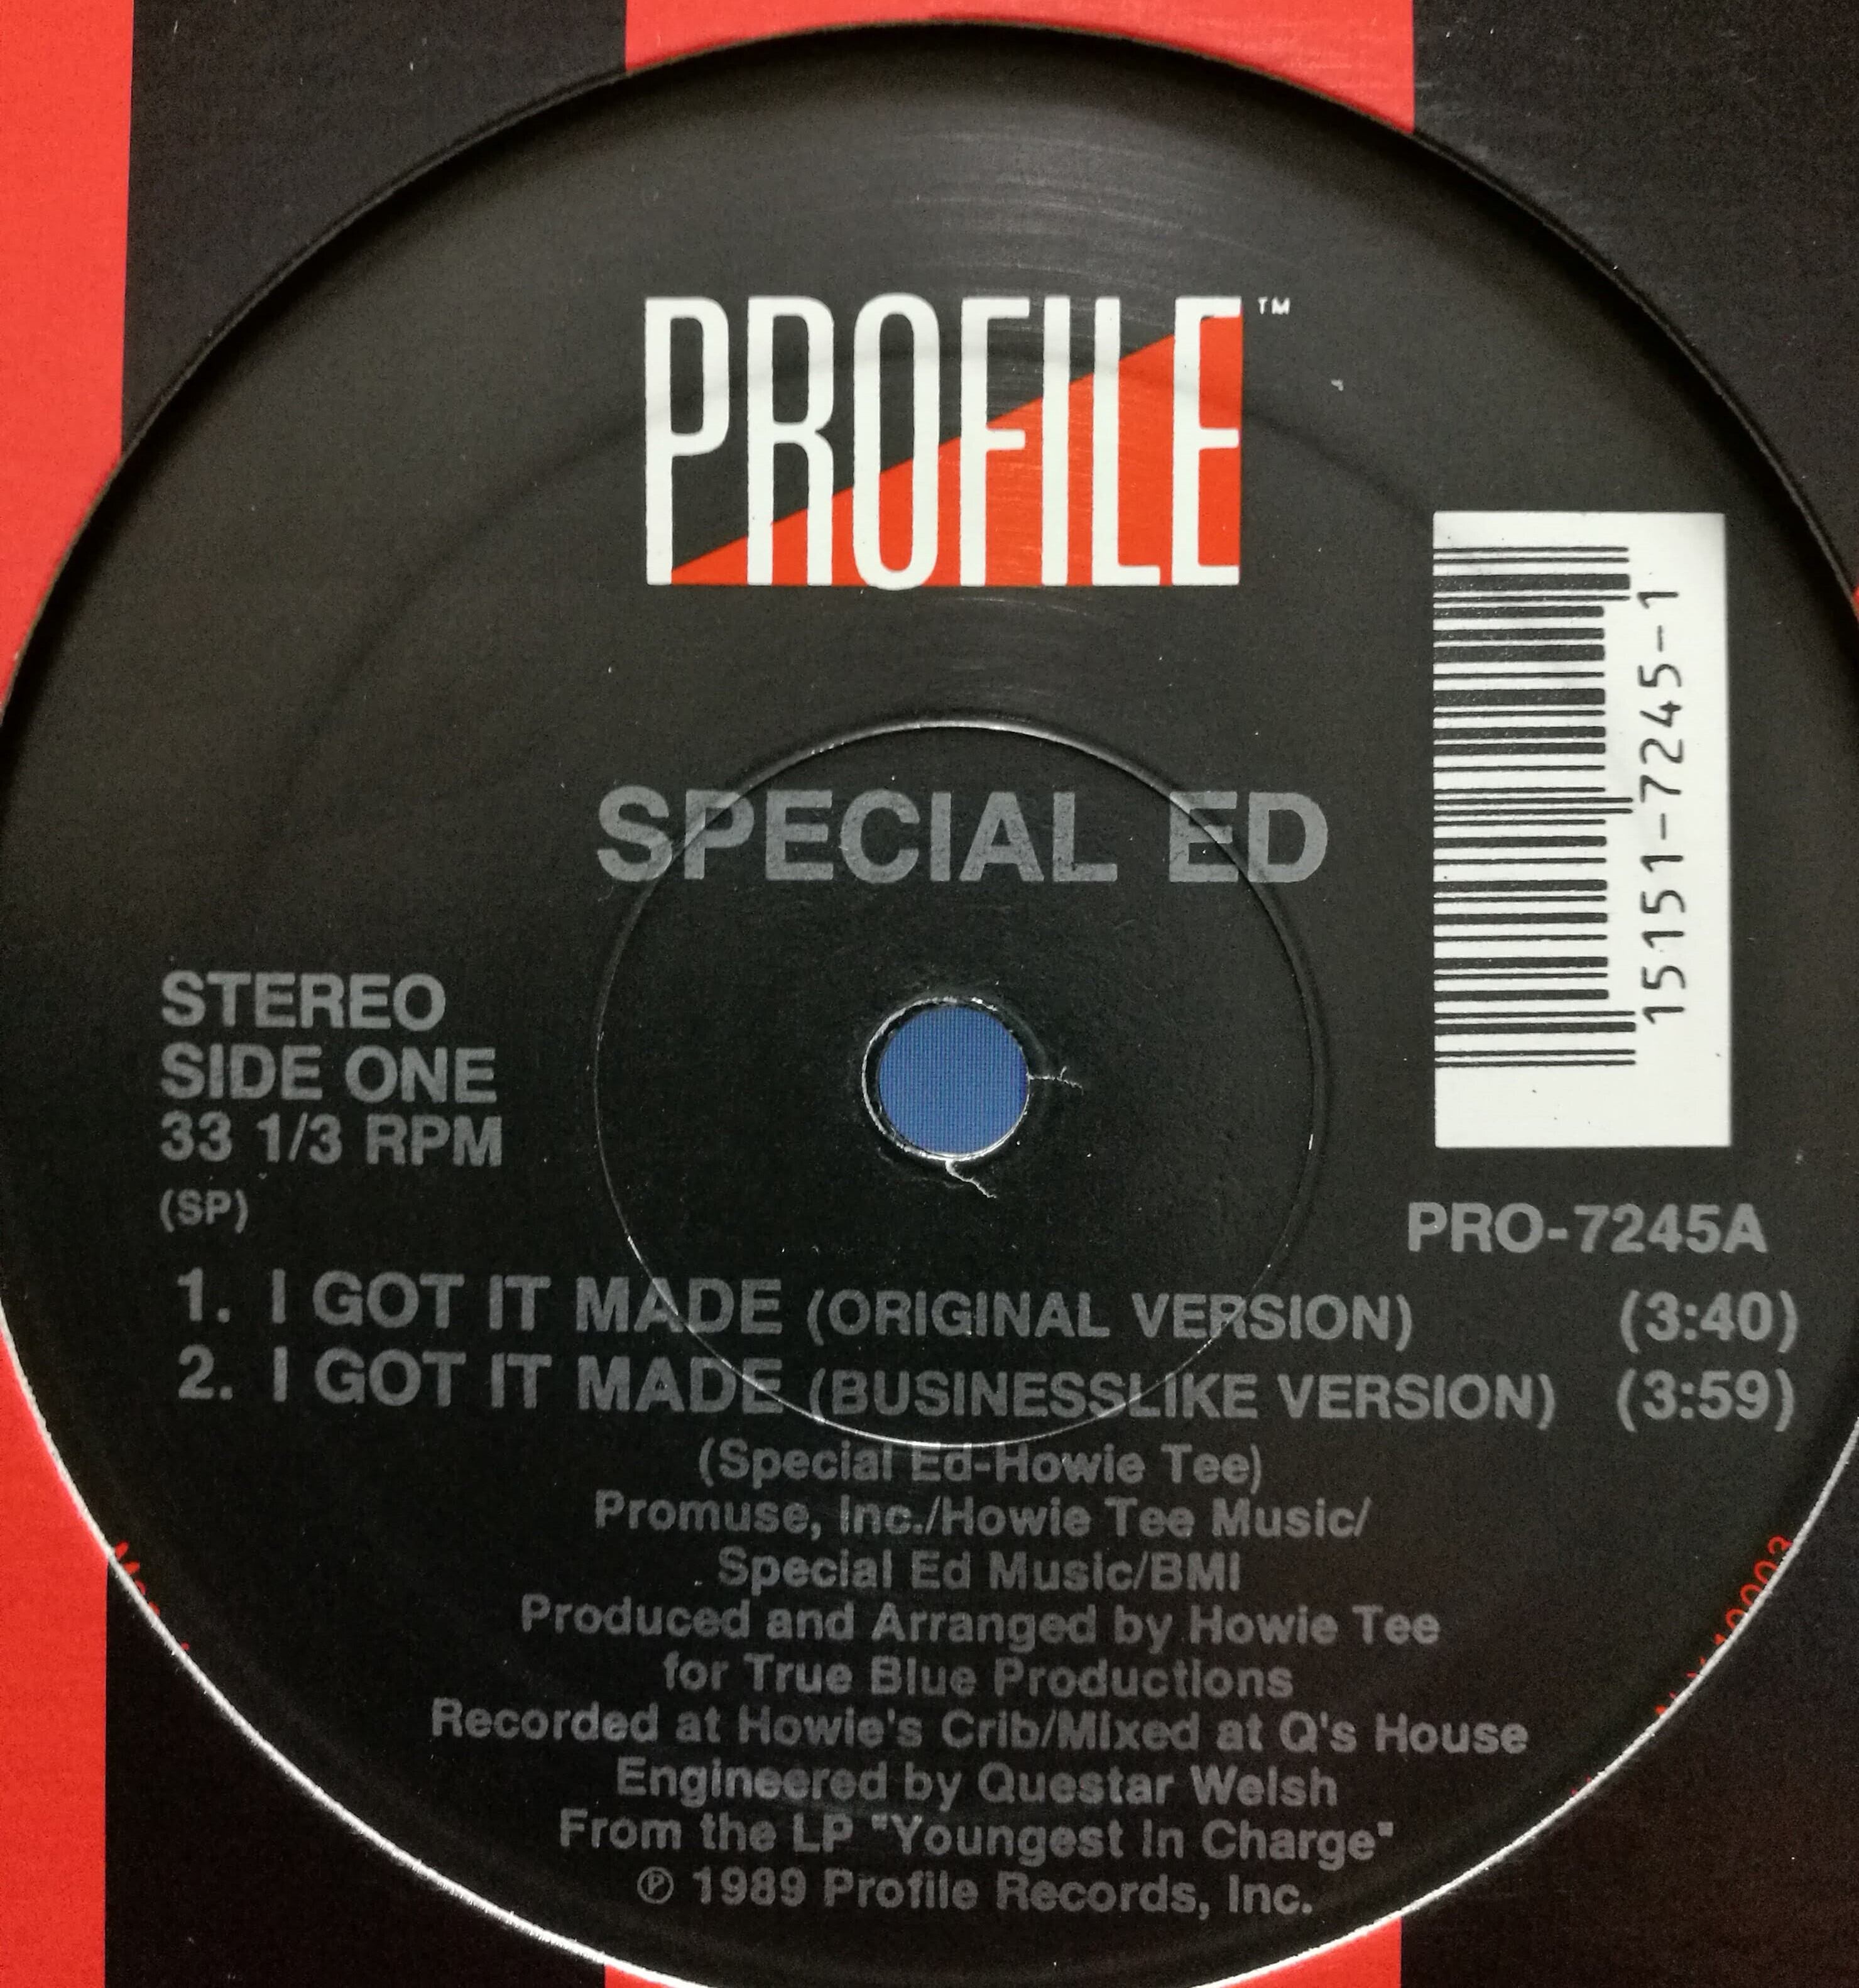 PROFILE™
SPECIAL ED
15151-7245-1
STEREO
SIDE ONE
33 1/3 RPM
(SP)
PRO-7245A
1. I GOT IT MADE (ORIGINAL VERSION) (3:40)
2. I GOT IT MADE (BUSINESSLIKE VERSION) (3:59)
(Special Ed-Howie Tee)
Promuse, Inc./Howie Tee Music/
Special Ed Music/BMI
Produced and Arranged by Howie Tee
for True Blue Productions
Recorded at Howie's Crib/Mixed at Q's House
Engineered by Questar Welsh
From the LP "Youngest In Charge"
℗ 1989 Profile Records, Inc.
10003